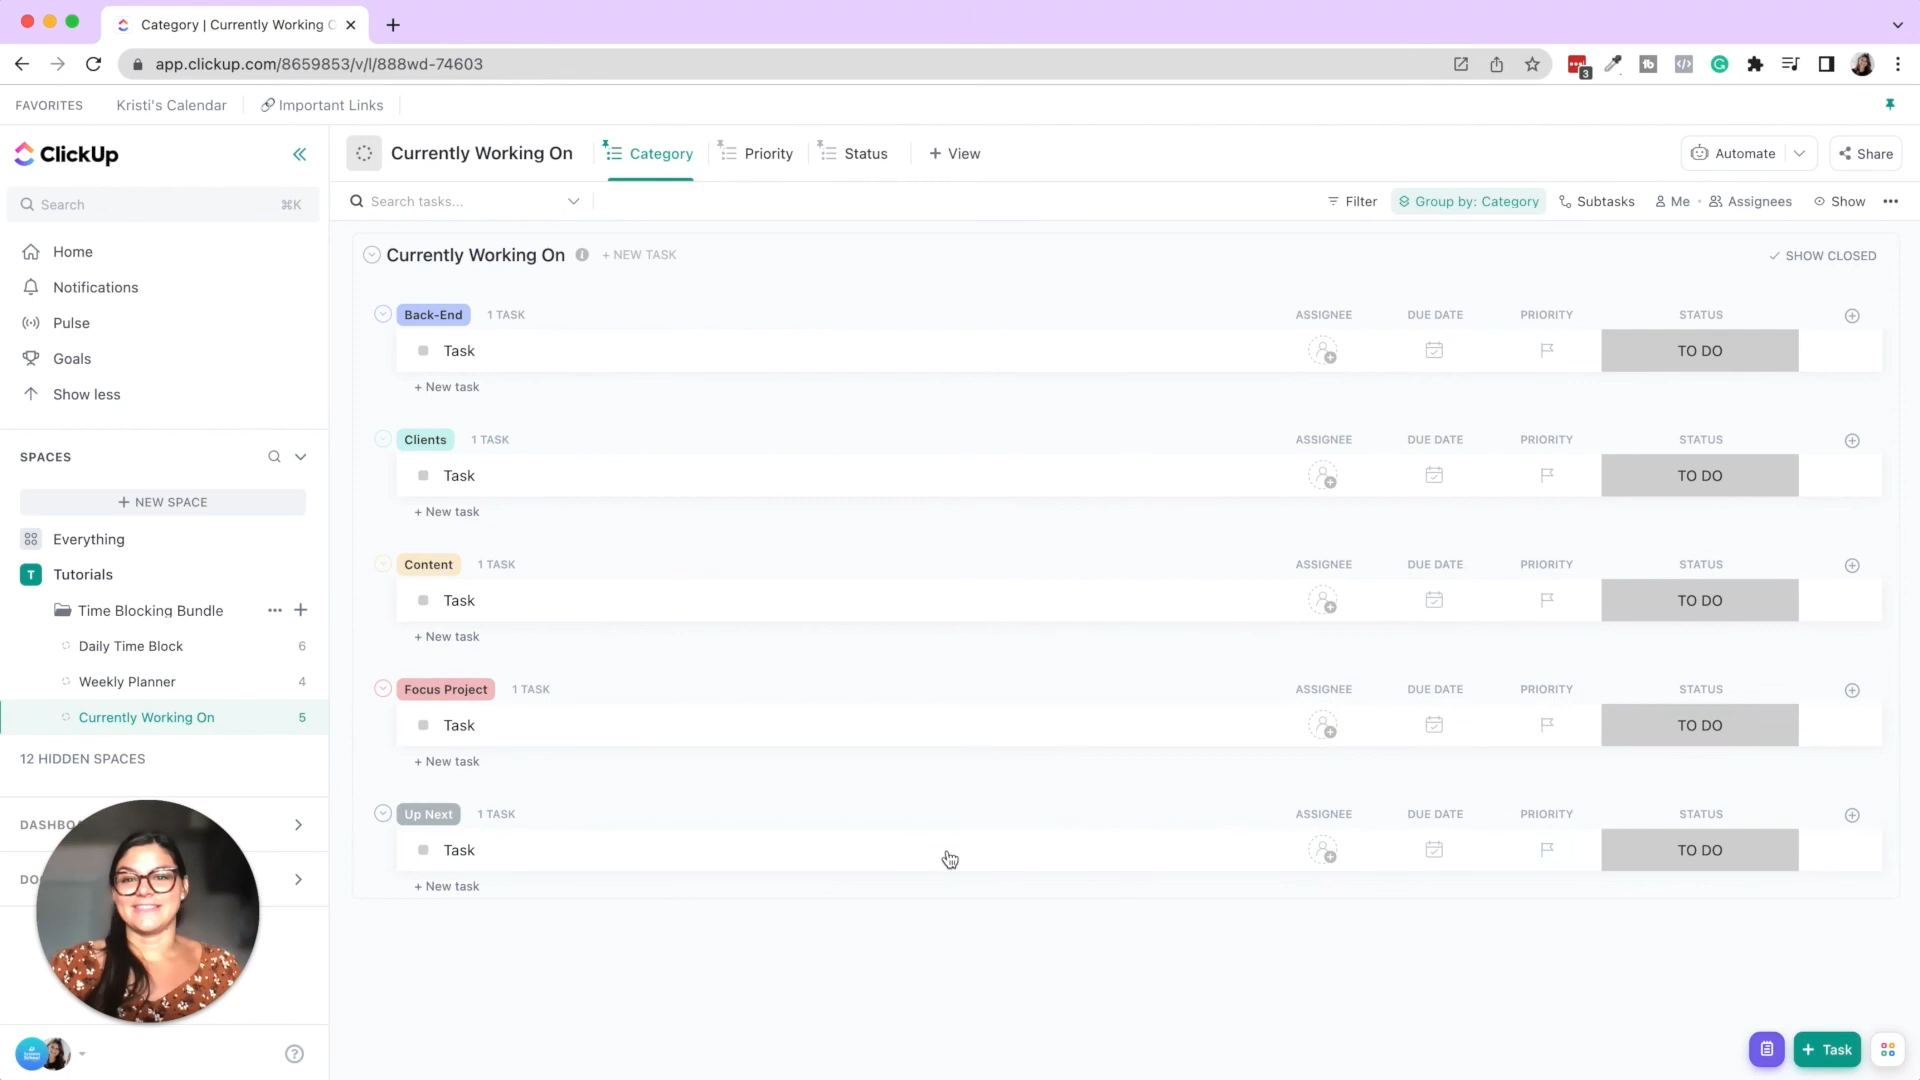 Category | Currently Working O
app.clickup.com/8659853/v/l/888wd-74603
3
FAVORITES Kristi's Calendar Important Links
ClickUp
Currently Working On Category Priority Status + View Automate Share
Search ⌘K
Search tasks... Filter Group by: Category Subtasks Me Assignees Show
Home
Notifications
Pulse
Goals
Show less
SPACES
+ NEW SPACE
Everything
T Tutorials
Time Blocking Bundle
Daily Time Block 6
Weekly Planner 4
Currently Working On 5
12 HIDDEN SPACES
DASHBO
DO
Currently Working On + NEW TASK SHOW CLOSED
Back-End 1 TASK ASSIGNEE DUE DATE PRIORITY STATUS
Task TO DO
+ New task
Clients 1 TASK ASSIGNEE DUE DATE PRIORITY STATUS
Task TO DO
+ New task
Content 1 TASK ASSIGNEE DUE DATE PRIORITY STATUS
Task TO DO
+ New task
Focus Project 1 TASK ASSIGNEE DUE DATE PRIORITY STATUS
Task TO DO
+ New task
Up Next 1 TASK ASSIGNEE DUE DATE PRIORITY STATUS
Task TO DO
+ New task
+ Task